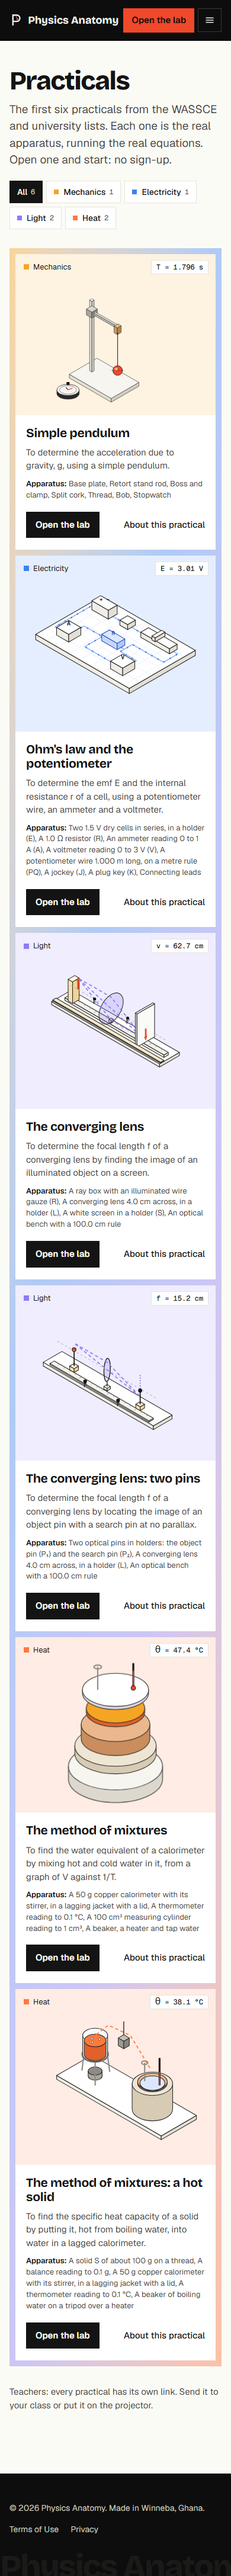 Physics Anatomy
Open the lab
Practicals
The first six practicals from the WASSCE
and university lists. Each one is the real
apparatus, running the real equations.
Open one and start: no sign-up.
All 6
Mechanics 1
Electricity 1
Light 2
Heat 2
Mechanics
T = 1.796 s
Simple pendulum
To determine the acceleration due to
gravity, g, using a simple pendulum.
Apparatus: Base plate, Retort stand rod, Boss and
clamp, Split cork, Thread, Bob, Stopwatch
Open the lab
About this practical
Electricity
E = 3.01 V
A
V
Ohm's law and the
potentiometer
To determine the emf E and the internal
resistance r of a cell, using a potentiometer
wire, an ammeter and a voltmeter.
Apparatus: Two 1.5 V dry cells in series, in a holder
(E), A 1.0 Ω resistor (R), An ammeter reading 0 to 1
A (A), A voltmeter reading 0 to 3 V (V), A
potentiometer wire 1.000 m long, on a metre rule
(PQ), A jockey (J), A plug key (K), Connecting leads
Open the lab
About this practical
Light
v = 62.7 cm
The converging lens
To determine the focal length f of a
converging lens by finding the image of an
illuminated object on a screen.
Apparatus: A ray box with an illuminated wire
gauze (R), A converging lens 4.0 cm across, in a
holder (L), A white screen in a holder (S), An optical
bench with a 100.0 cm rule
Open the lab
About this practical
Light
f = 15.2 cm
The converging lens: two pins
To determine the focal length f of a
converging lens by locating the image of an
object pin with a search pin at no parallax.
Apparatus: Two optical pins in holders: the object
pin (P₁) and the search pin (P₂), A converging lens
4.0 cm across, in a holder (L), An optical bench
with a 100.0 cm rule
Open the lab
About this practical
Heat
θ = 47.4 °C
The method of mixtures
To find the water equivalent of a calorimeter
by mixing hot and cold water in it, from a
graph of V against 1/T.
Apparatus: A 50 g copper calorimeter with its
stirrer, in a lagging jacket with a lid, A thermometer
reading to 0.1 °C, A 100 cm³ measuring cylinder
reading to 1 cm³, A beaker, a heater and tap water
Open the lab
About this practical
Heat
θ = 38.1 °C
The method of mixtures: a hot
solid
To find the specific heat capacity of a solid
by putting it, hot from boiling water, into
water in a lagged calorimeter.
Apparatus: A solid S of about 100 g on a thread, A
balance reading to 0.1 g, A 50 g copper calorimeter
with its stirrer, in a lagging jacket with a lid, A
thermometer reading to 0.1 °C, A beaker of boiling
water on a tripod over a heater
Open the lab
About this practical
Teachers: every practical has its own link. Send it to
your class or put it on the projector.
© 2026 Physics Anatomy. Made in Winneba, Ghana.
Terms of Use
Privacy
Physics Anatom